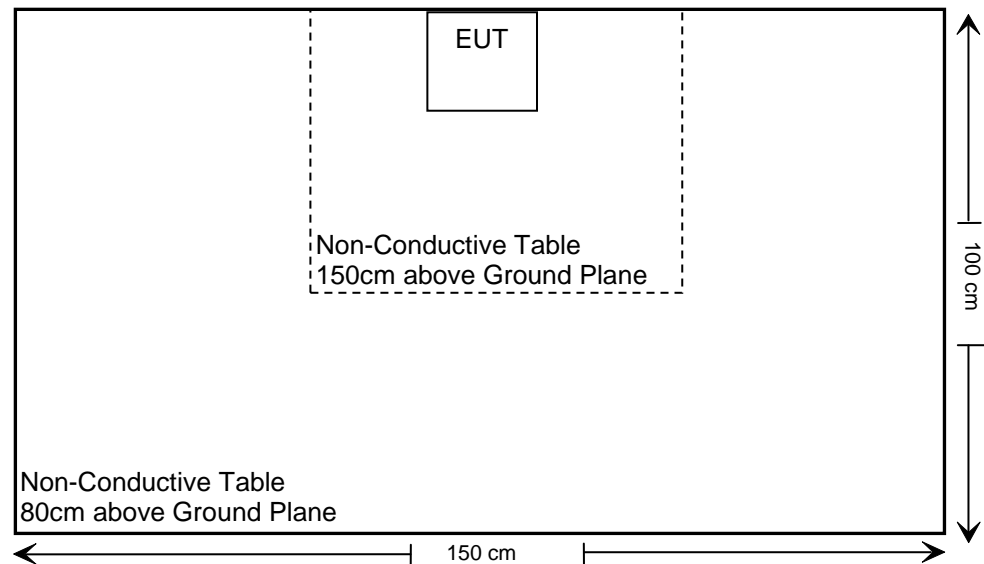 EUT
Non-Conductive Table
150cm above Ground Plane
100 cm
Non-Conductive Table
80cm above Ground Plane
150 cm